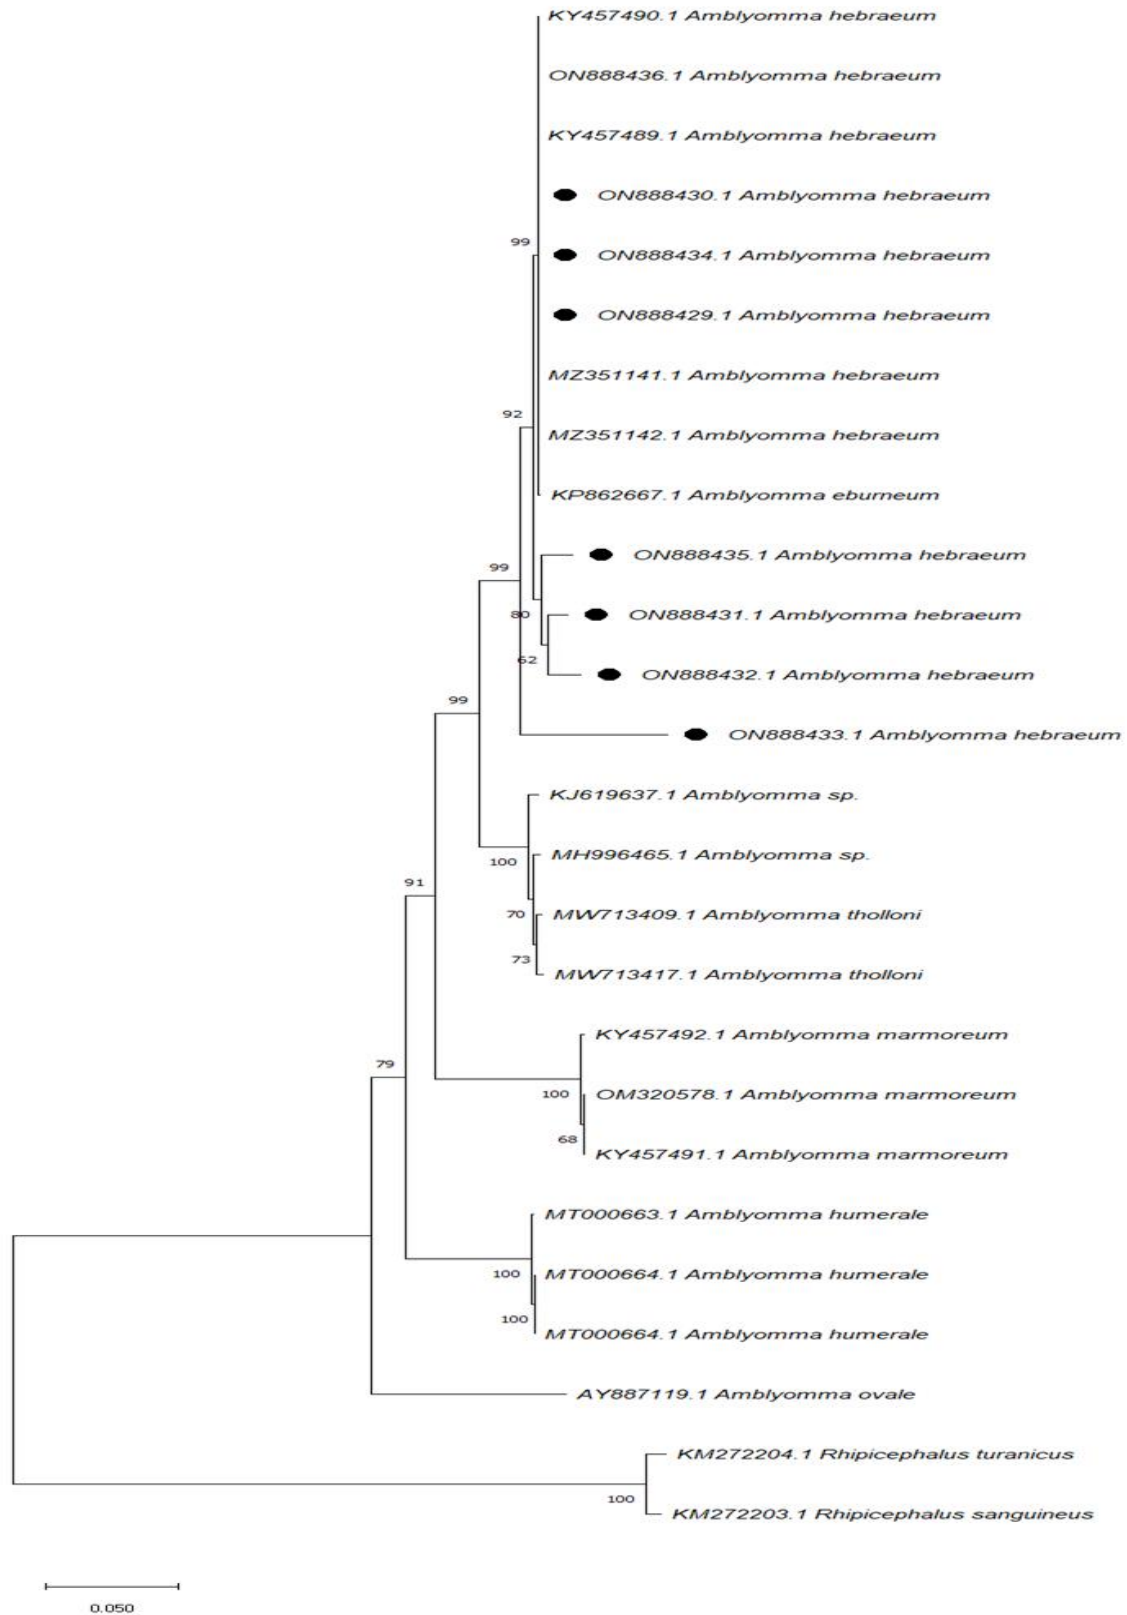 KY457490.1 Amblyomma hebraeum
ON888436.1 Amblyomma hebraeum
KY457489.1 Amblyomma hebraeum
ON888430.1 Amblyomma hebraeum
99
ON888434.1 Amblyomma hebraeum
ON888429.1 Amblyomma hebraeum
MZ351141.1 Amblyomma hebraeum
92
MZ351142.1 Amblyomma hebraeum
KP862667.1 Amblyomma eburneum
ON888435.1 Amblyomma hebraeum
99
80
ON888431.1 Amblyomma hebraeum
62
ON888432.1 Amblyomma hebraeum
99
ON888433.1 Amblyomma hebraeum
KJ619637.1 Amblyomma sp.
100
MH996465.1 Amblyomma sp.
91
70
MW713409.1 Amblyomma tholloni
73
MW713417.1 Amblyomma tholloni
KY457492.1 Amblyomma marmoreum
79
100
OM320578.1 Amblyomma marmoreum
68
KY457491.1 Amblyomma marmoreum
MT000663.1 Amblyomma humerale
100
MT000664.1 Amblyomma humerale
100
MT000664.1 Amblyomma humerale
AY887119.1 Amblyomma ovale
KM272204.1 Rhipicephalus turanicus
100
KM272203.1 Rhipicephalus sanguineus
0.050